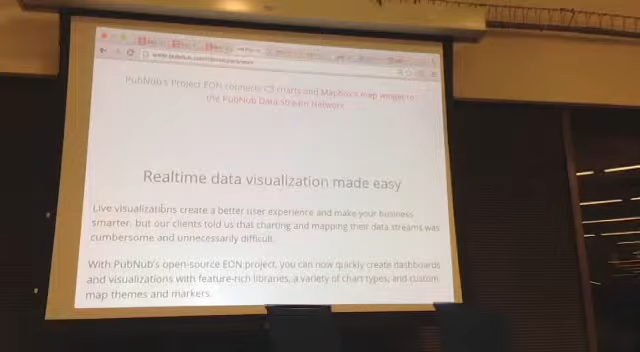 PubNub's Project EON connects C3 charts and MapBox's map widget to
the PubNub Data Stream Network
Realtime data visualization made easy
Live visualizations create a better user experience and make your business
smarter, but our clients told us that charting and mapping their data streams was
cumbersome and unnecessarily difficult.
With PubNub's open-source EON project, you can now quickly create dashboards
and visualizations with feature-rich libraries, a variety of chart types, and custom
map themes and markers.